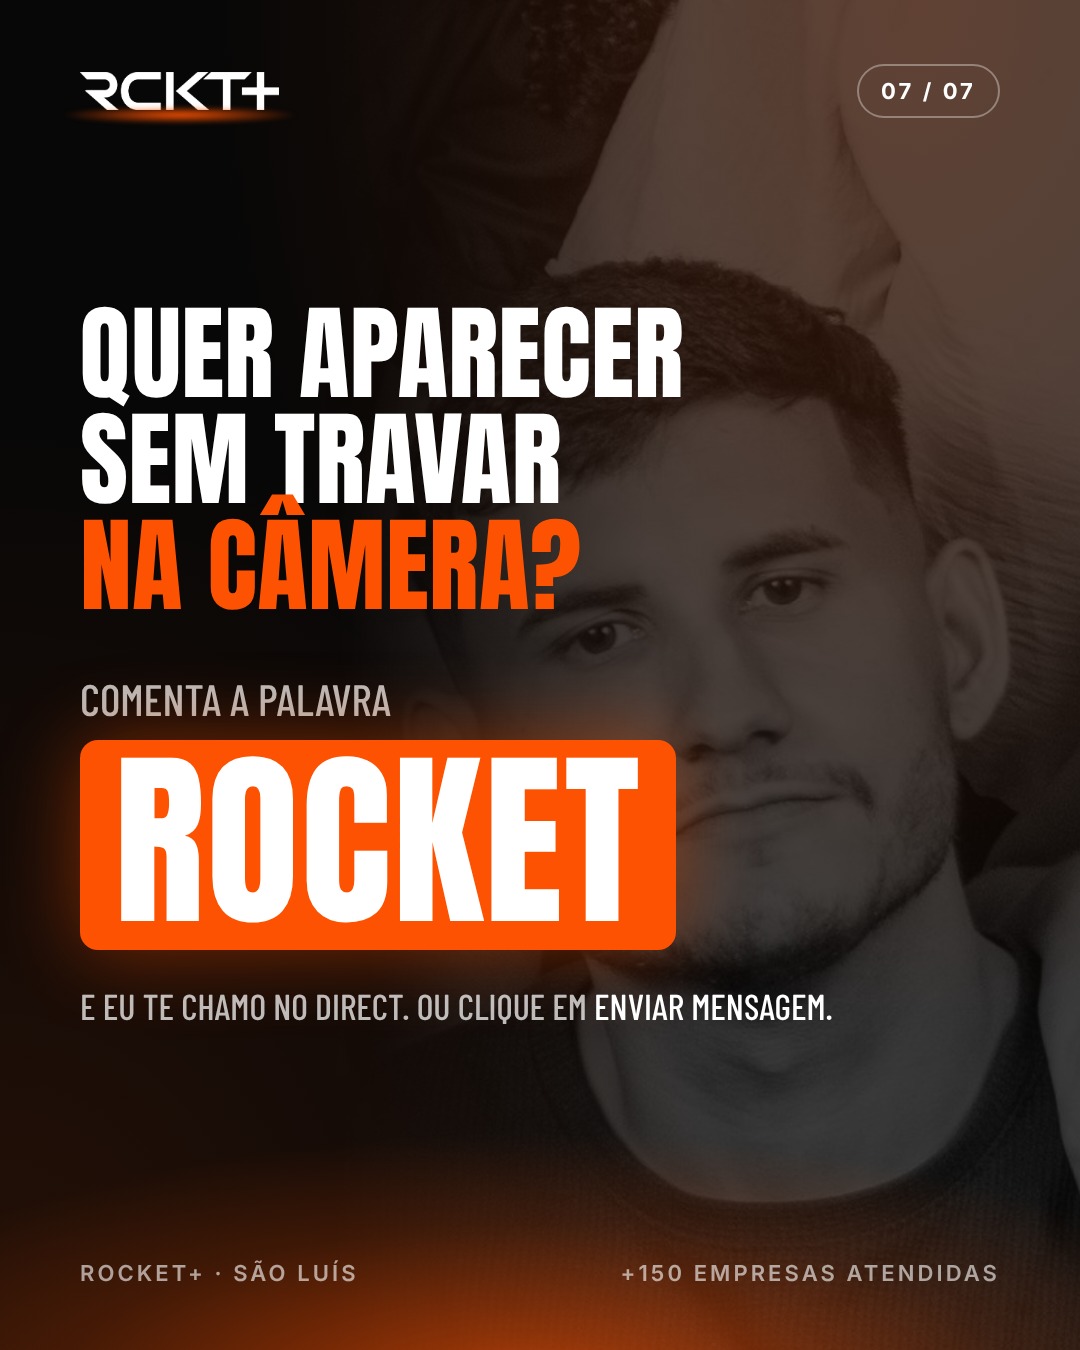 RCKT+
07 / 07
QUER APARECER
SEM TRAVAR
NA CÂMERA?
COMENTA A PALAVRA
ROCKET
E EU TE CHAMO NO DIRECT. OU CLIQUE EM ENVIAR MENSAGEM.
ROCKET+ · SÃO LUÍS
+150 EMPRESAS ATENDIDAS